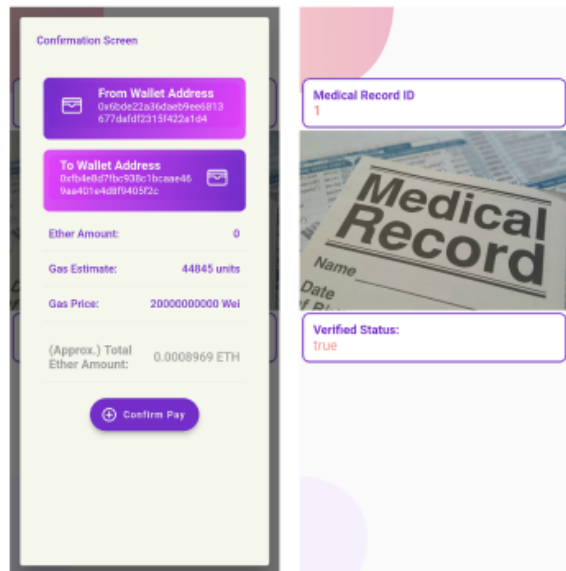 Confirmation Screen
From Wallet Address
0x6bde22a36daeb9ee6813
677dafdf2315f422a1d4
To Wallet Address
0xfb4e8d7fbc938c1bcaae46
9aa401e4d8f9405f2c
Ether Amount: 0
Gas Estimate: 44845 units
Gas Price: 20000000000 Wei
(Approx.) Total
Ether Amount: 0.0008969 ETH
Confirm Pay
Medical Record ID
1
Medical
Record
Name
Date
of
Verified Status:
true